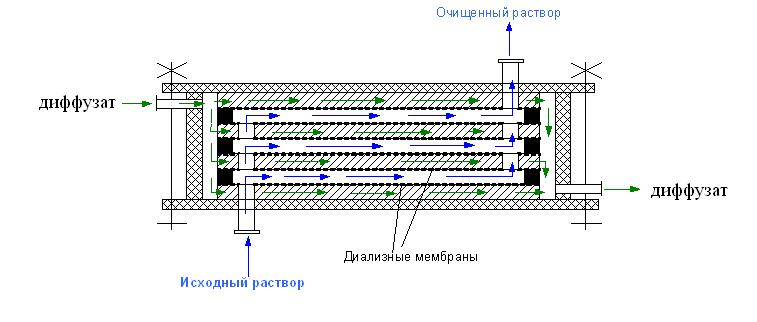 Очищенный раствор
диффузат
диффузат
Диализные мембраны
Исходный раствор